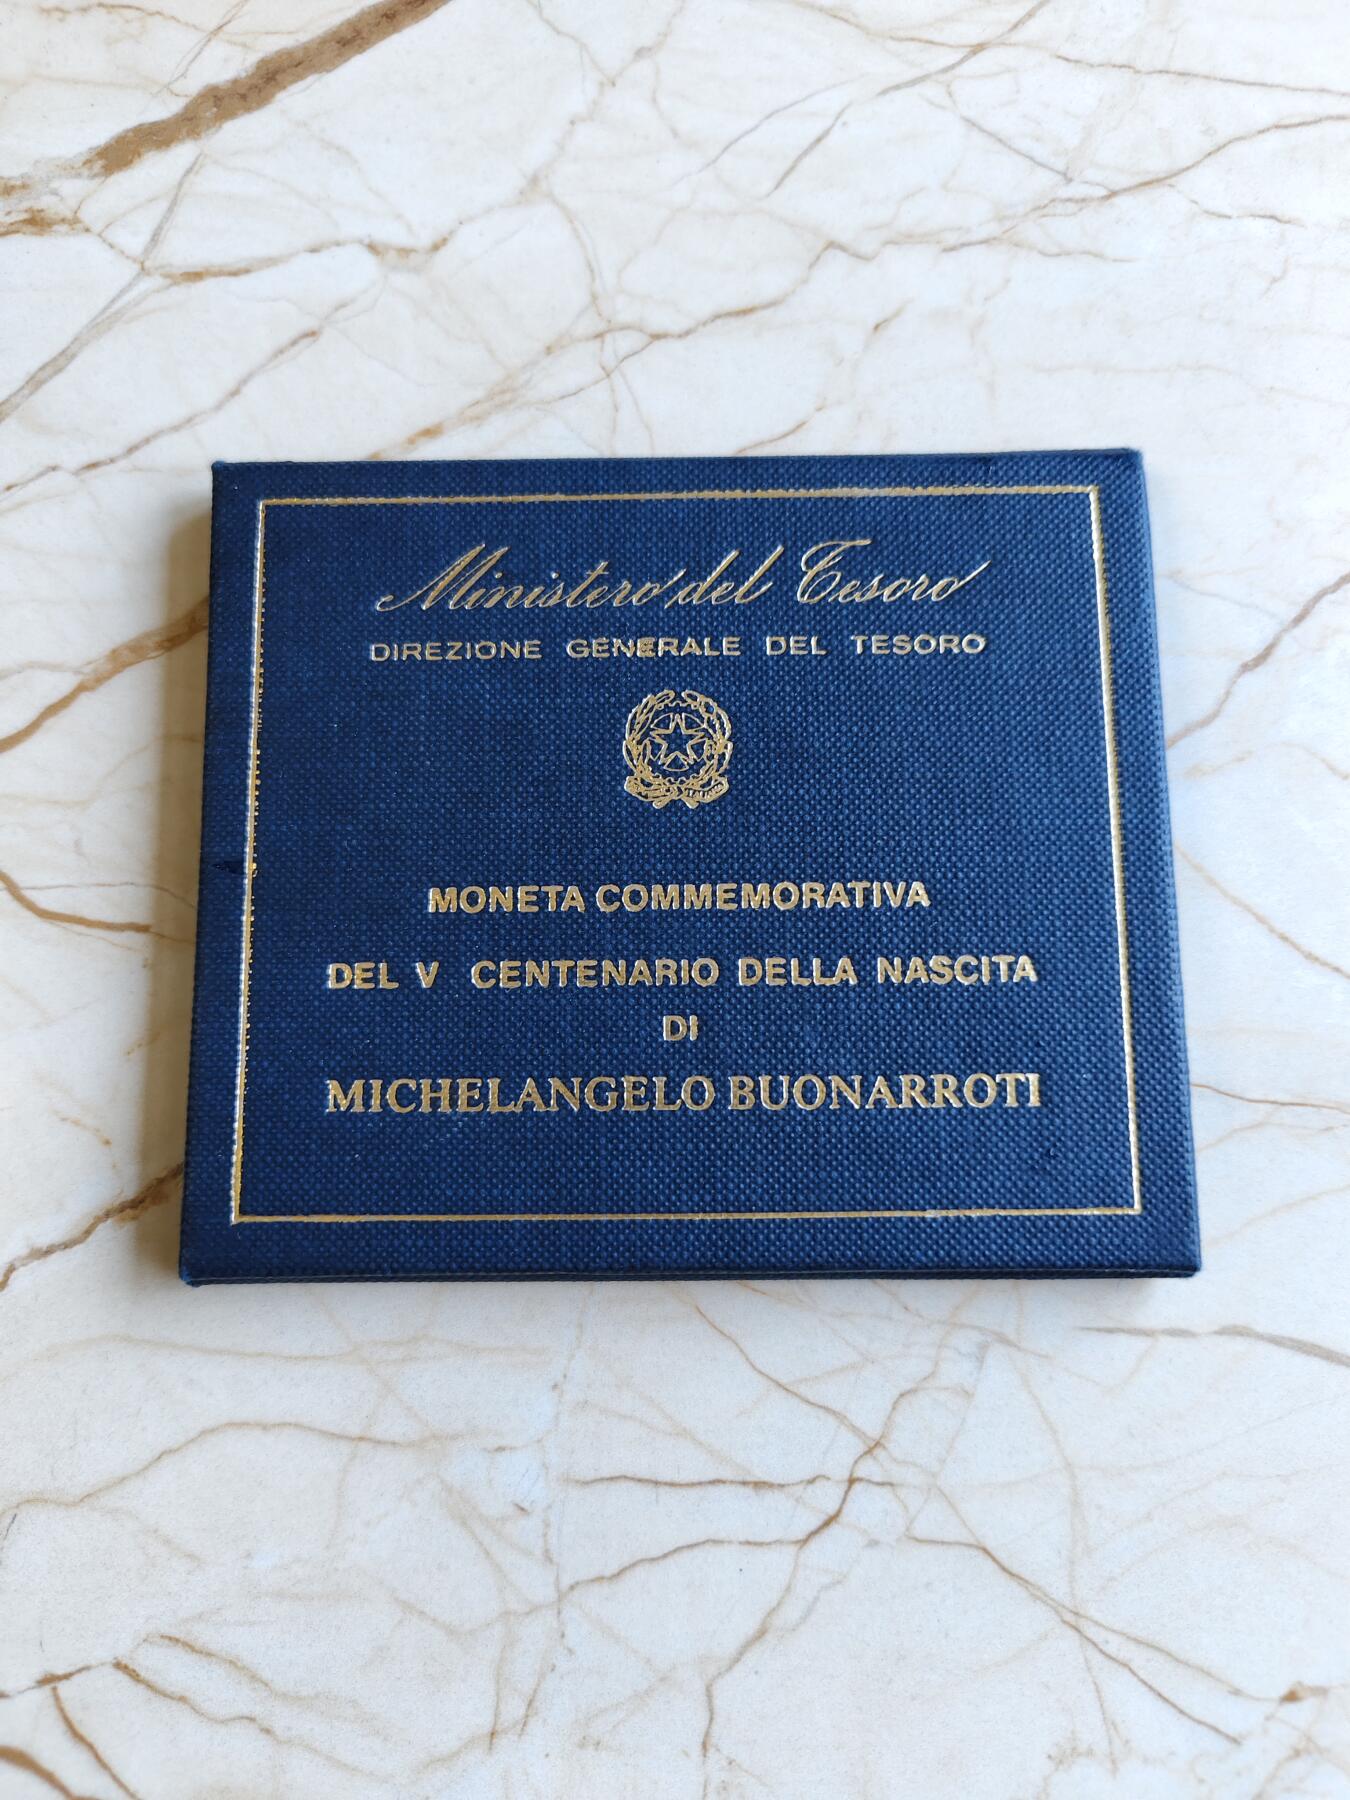 Ministero del Tesoro
DIREZIONE GENERALE DEL TESORO
MONETA COMMEMORATIVA
DEL V CENTENARIO DELLA NASCITA
DI
MICHELANGELO BUONARROTI